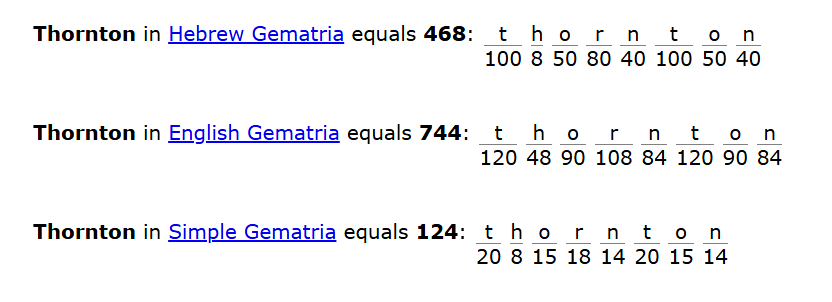 Thornton in Hebrew Gematria equals 468: t h o r n t o n
100 8 50 80 40 100 50 40
Thornton in English Gematria equals 744: t h o r n t o n
120 48 90 108 84 120 90 84
Thornton in Simple Gematria equals 124: t h o r n t o n
20 8 15 18 14 20 15 14